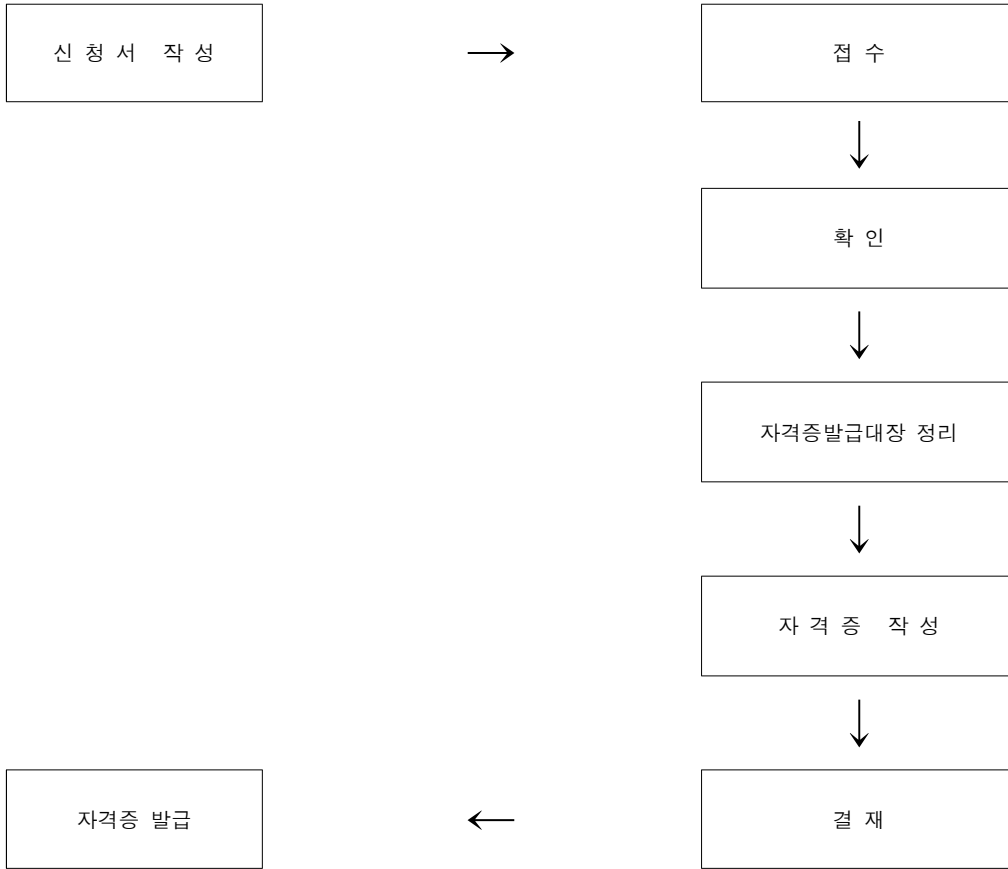 신 청 서 작 성
접 수
확 인
자격증발급대장 정리
자 격 증 작 성
결 재
자격증 발급